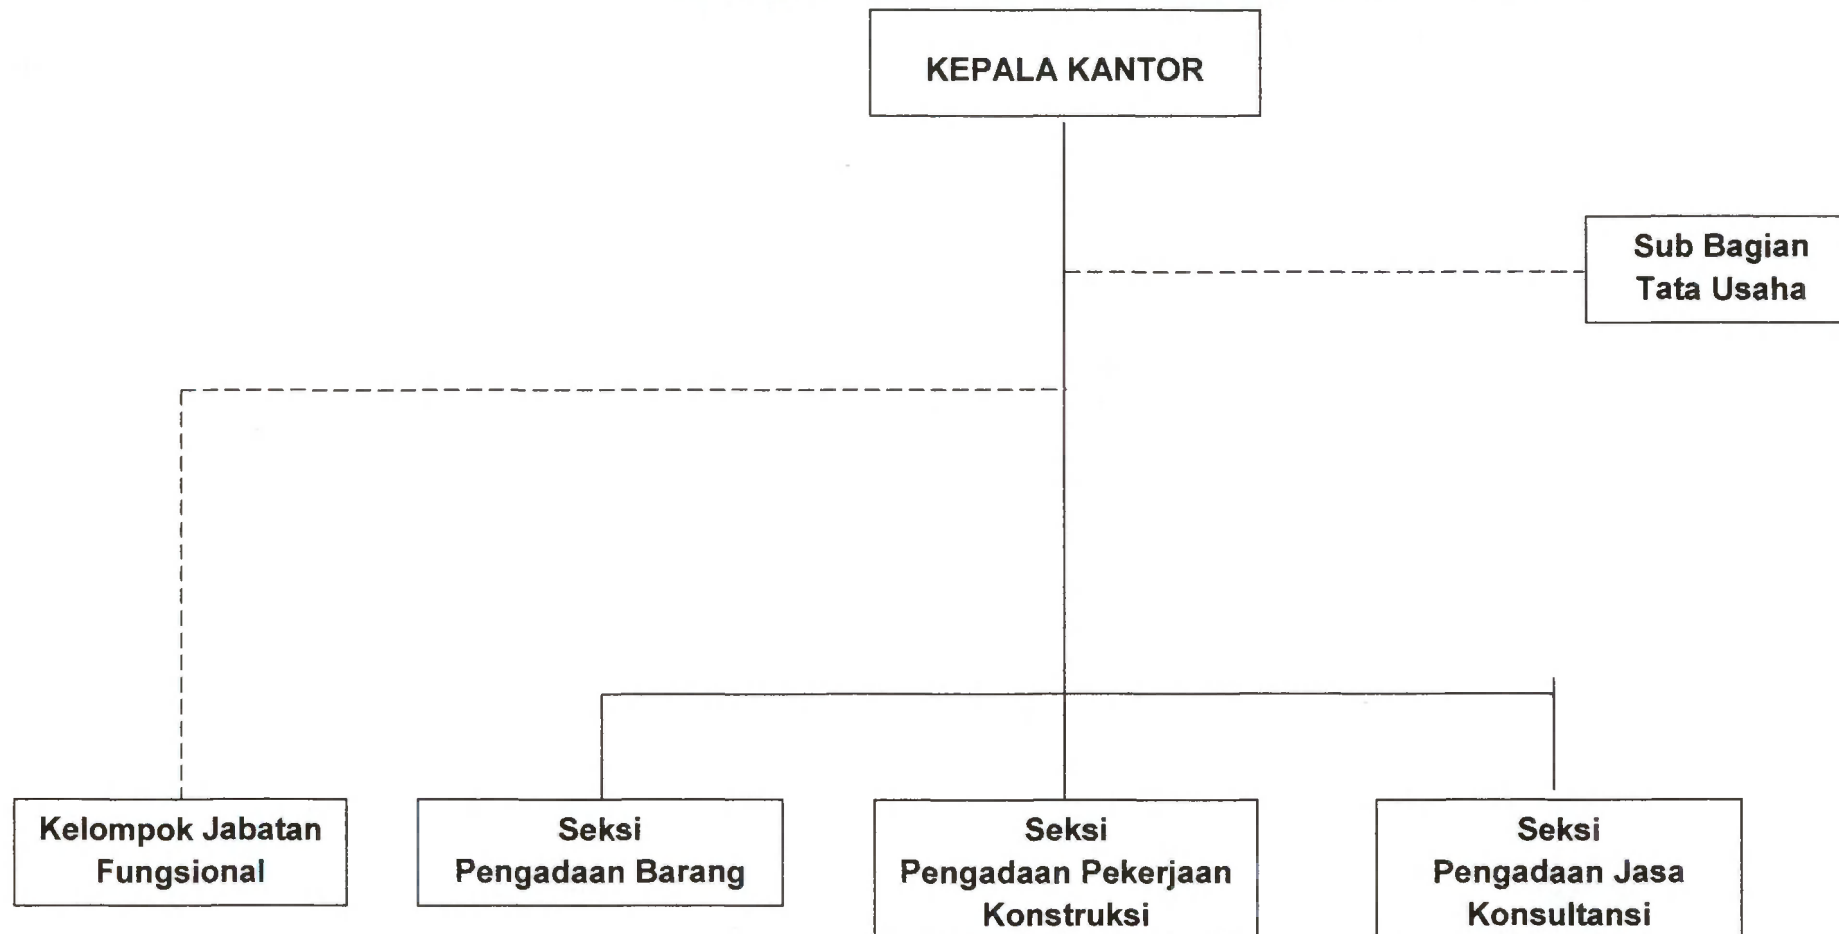 KEPALA KANTOR
Sub Bagian
Tata Usaha
Kelompok Jabatan
Fungsional
Seksi
Pengadaan Barang
Seksi
Pengadaan Pekerjaan
Konstruksi
Seksi
Pengadaan Jasa
Konsultansi